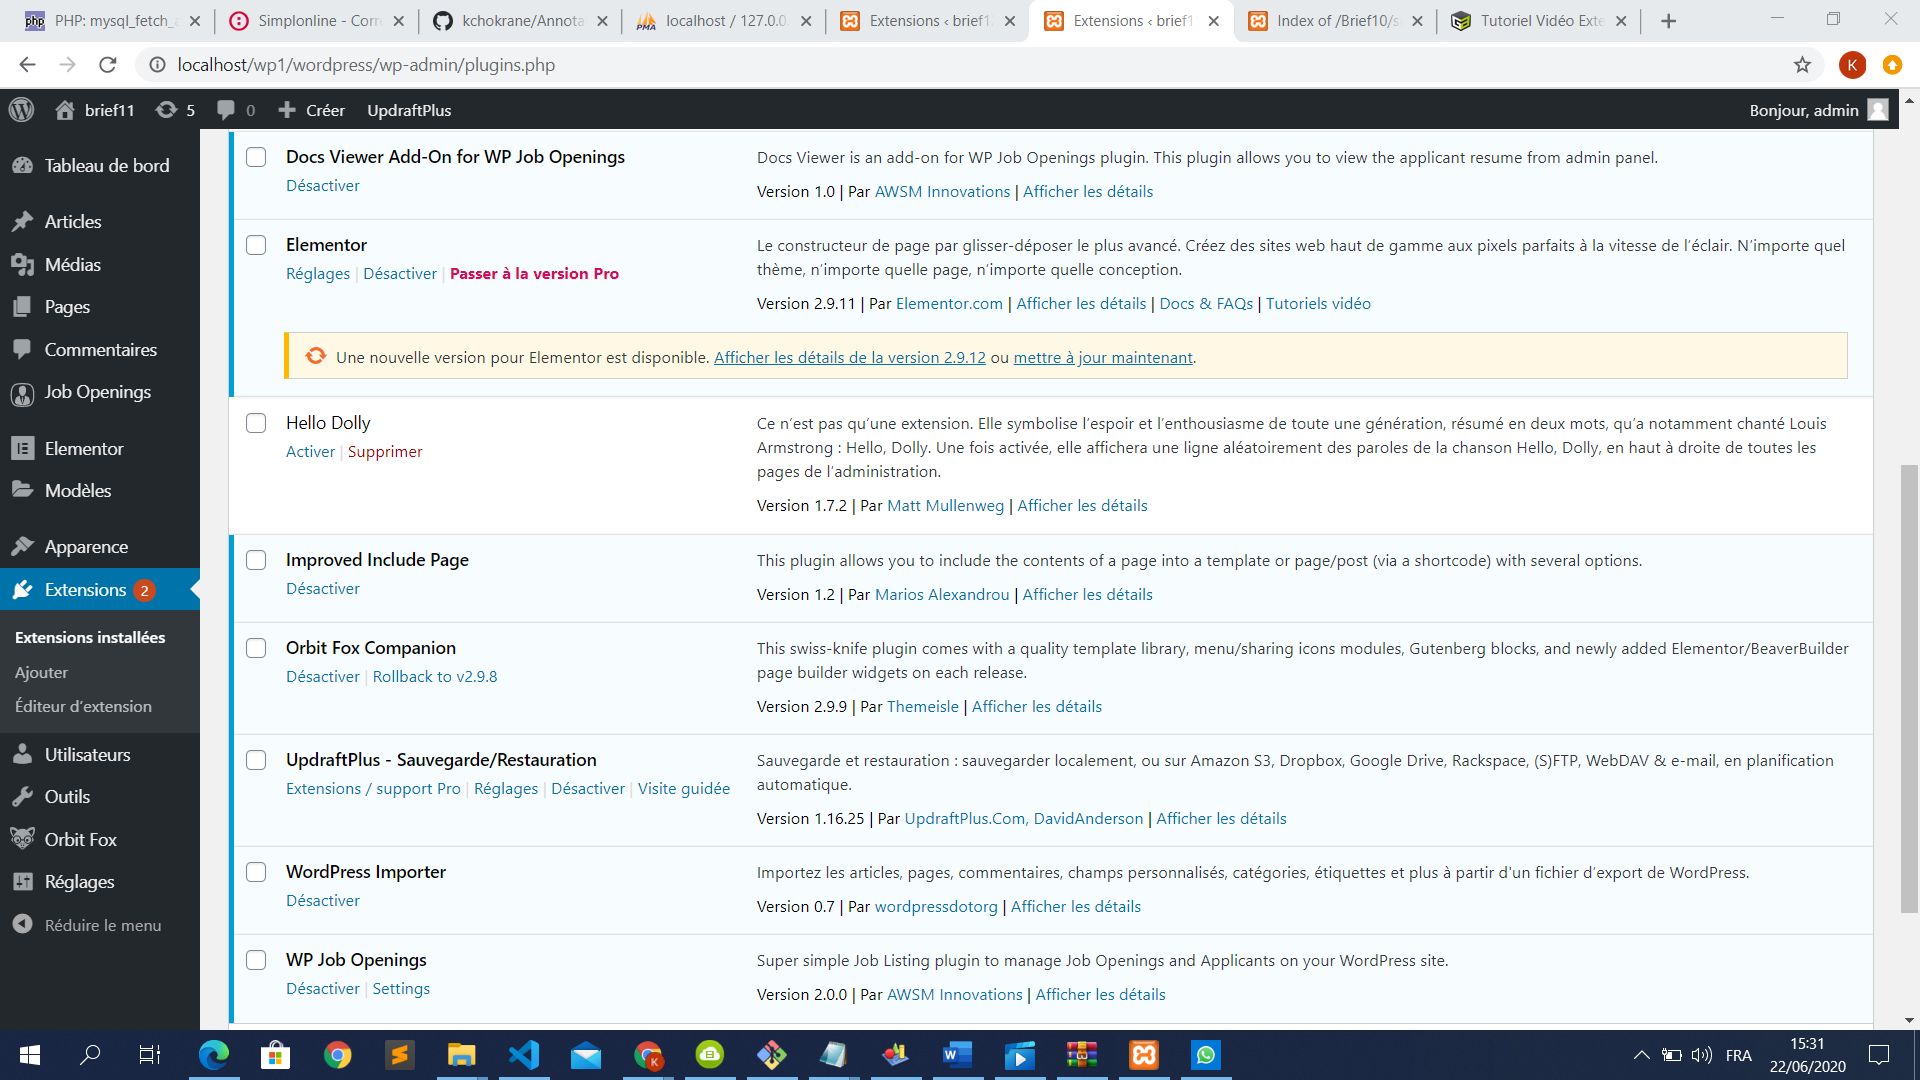 PHP: mysql_fetch_a
Simplonline - Corre
kchokrane/Annota
localhost / 127.0.0.
Extensions ‹ brief1
Extensions ‹ brief1
Index of /Brief10/s
Tutoriel Vidéo Exte
localhost/wp1/wordpress/wp-admin/plugins.php
K
brief11
5
0
Créer
UpdraftPlus
Bonjour, admin
Tableau de bord
Articles
Médias
Pages
Commentaires
Job Openings
Elementor
Modèles
Apparence
Extensions 2
Extensions installées
Ajouter
Éditeur d’extension
Utilisateurs
Outils
Orbit Fox
Réglages
Réduire le menu
Docs Viewer Add-On for WP Job Openings
Désactiver
Docs Viewer is an add-on for WP Job Openings plugin. This plugin allows you to view the applicant resume from admin panel.
Version 1.0 | Par AWSM Innovations | Afficher les détails
Elementor
Réglages | Désactiver | Passer à la version Pro
Le constructeur de page par glisser-déposer le plus avancé. Créez des sites web haut de gamme aux pixels parfaits à la vitesse de l’éclair. N’importe quel
thème, n’importe quelle page, n’importe quelle conception.
Version 2.9.11 | Par Elementor.com | Afficher les détails | Docs & FAQs | Tutoriels vidéo
Une nouvelle version pour Elementor est disponible. Afficher les détails de la version 2.9.12 ou mettre à jour maintenant.
Hello Dolly
Activer | Supprimer
Ce n’est pas qu’une extension. Elle symbolise l’espoir et l’enthousiasme de toute une génération, résumé en deux mots, qu’a notamment chanté Louis
Armstrong : Hello, Dolly. Une fois activée, elle affichera une ligne aléatoirement des paroles de la chanson Hello, Dolly, en haut à droite de toutes les
pages de l’administration.
Version 1.7.2 | Par Matt Mullenweg | Afficher les détails
Improved Include Page
Désactiver
This plugin allows you to include the contents of a page into a template or page/post (via a shortcode) with several options.
Version 1.2 | Par Marios Alexandrou | Afficher les détails
Orbit Fox Companion
Désactiver | Rollback to v2.9.8
This swiss-knife plugin comes with a quality template library, menu/sharing icons modules, Gutenberg blocks, and newly added Elementor/BeaverBuilder
page builder widgets on each release.
Version 2.9.9 | Par Themeisle | Afficher les détails
UpdraftPlus - Sauvegarde/Restauration
Extensions / support Pro | Réglages | Désactiver | Visite guidée
Sauvegarde et restauration : sauvegarder localement, ou sur Amazon S3, Dropbox, Google Drive, Rackspace, (S)FTP, WebDAV & e-mail, en planification
automatique.
Version 1.16.25 | Par UpdraftPlus.Com, DavidAnderson | Afficher les détails
WordPress Importer
Désactiver
Importez les articles, pages, commentaires, champs personnalisés, catégories, étiquettes et plus à partir d'un fichier d’export de WordPress.
Version 0.7 | Par wordpressdotorg | Afficher les détails
WP Job Openings
Désactiver | Settings
Super simple Job Listing plugin to manage Job Openings and Applicants on your WordPress site.
Version 2.0.0 | Par AWSM Innovations | Afficher les détails
FRA
15:31
22/06/2020